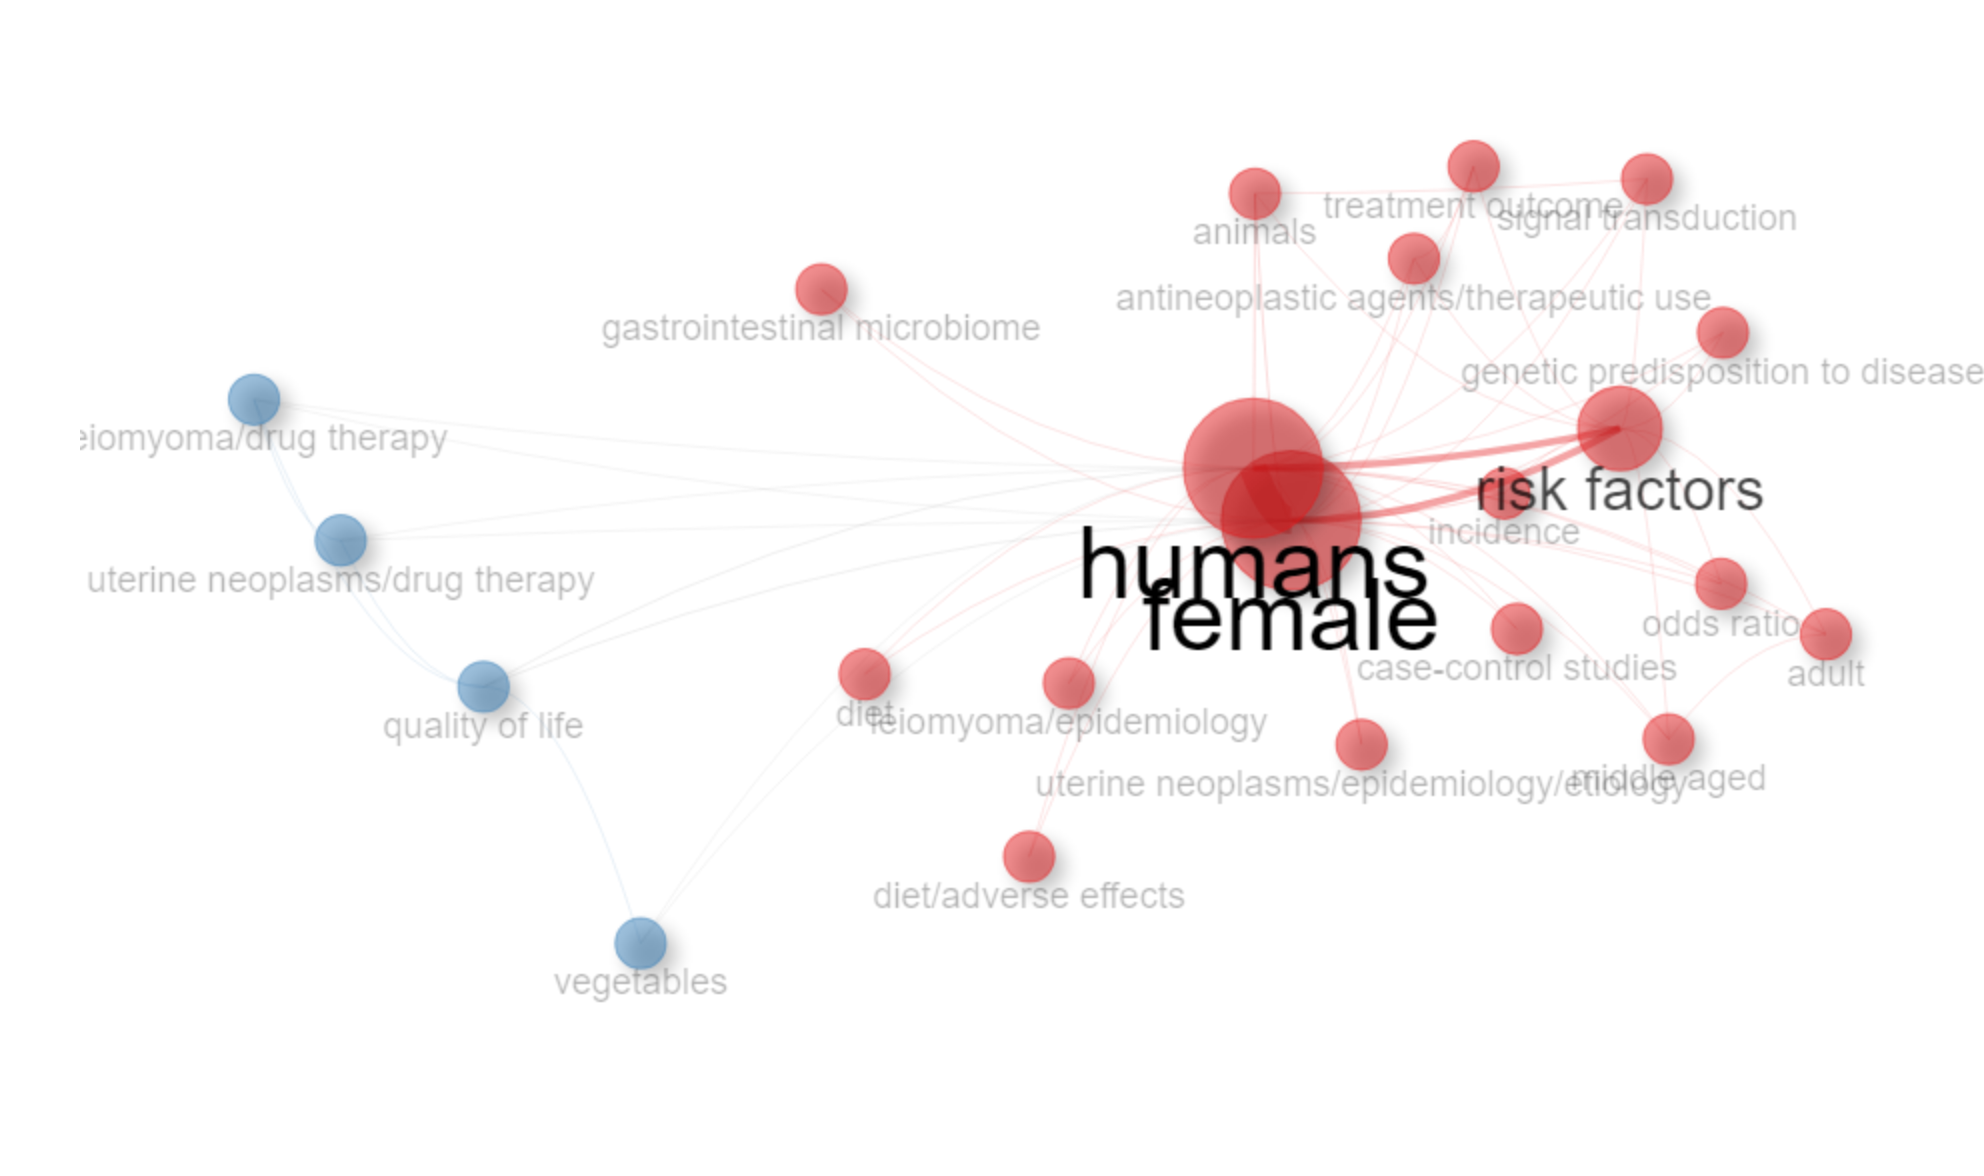 treatment outcome
signal transduction
animals
antineoplastic agents/therapeutic use
gastrointestinal microbiome
genetic predisposition to disease
eiomyoma/drug therapy
risk factors
incidence
humans
female
uterine neoplasms/drug therapy
odds ratio
case-control studies
adult
diet
leiomyoma/epidemiology
quality of life
uterine neoplasms/epidemiology/etiology
middle aged
diet/adverse effects
vegetables